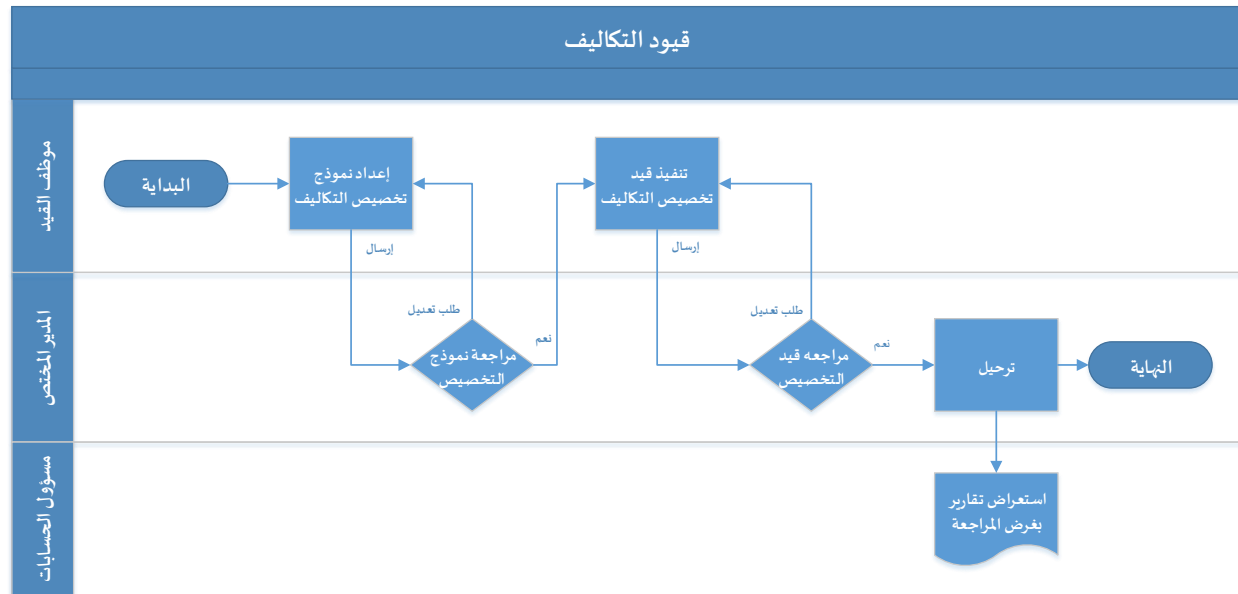 قيود التكاليف
موظف القيد
البداية
إعداد نموذج
تخصيص التكاليف
إرسال
تنفيذ قيد
تخصيص التكاليف
إرسال
المدير المختص
طلب تعديل
مراجعة نموذج
التخصيص
نعم
طلب تعديل
مراجعه قيد
التخصيص
نعم
ترحيل
النهاية
مسؤول الحسابات
استعراض تقارير
بغرض المراجعة